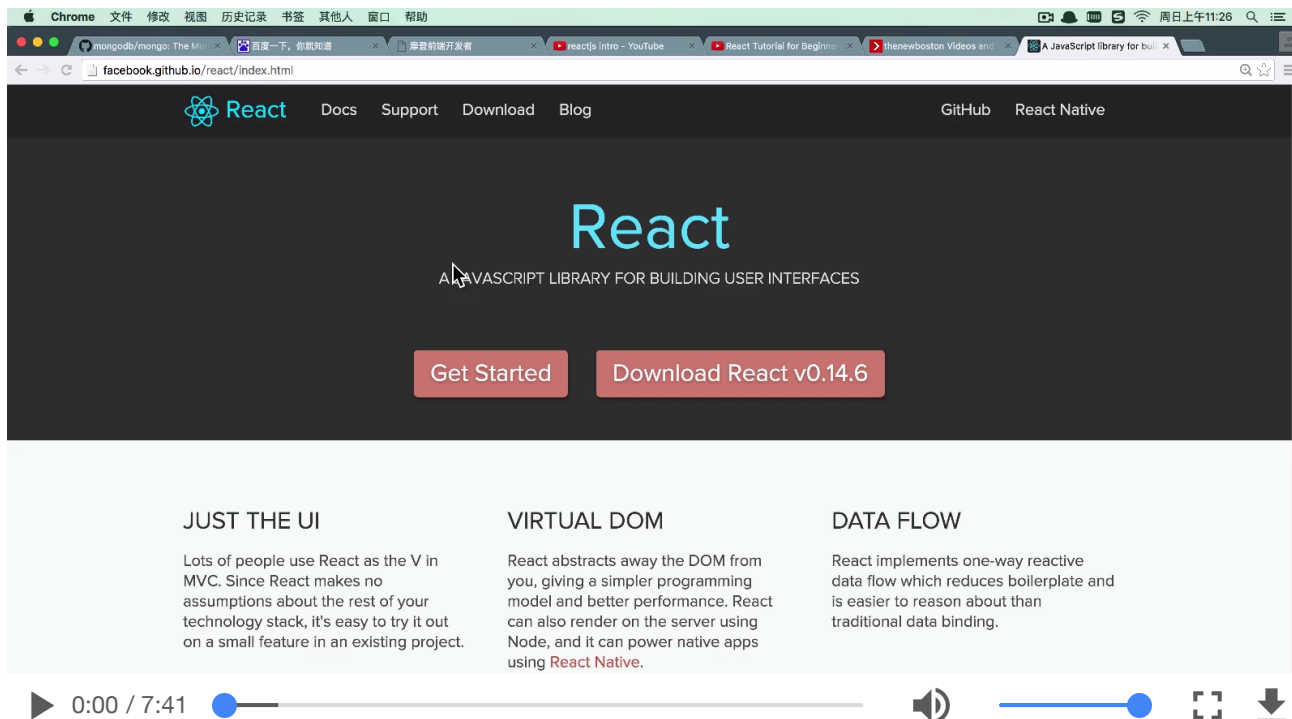 Chrome 文件 修改 视图 历史记录 书签 其他人 窗口 帮助 周日上午11:26
mongodb/mongo: The Mo 百度一下，你就知道 摩登前端开发者 reactjs intro - YouTube React Tutorial for Beginner thenewboston Videos and A JavaScript library for buil
facebook.github.io/react/index.html
React Docs Support Download Blog GitHub React Native
React
A JAVASCRIPT LIBRARY FOR BUILDING USER INTERFACES
Get Started Download React v0.14.6
JUST THE UI
Lots of people use React as the V in
MVC. Since React makes no
assumptions about the rest of your
technology stack, it's easy to try it out
on a small feature in an existing project.
VIRTUAL DOM
React abstracts away the DOM from
you, giving a simpler programming
model and better performance. React
can also render on the server using
Node, and it can power native apps
using React Native.
DATA FLOW
React implements one-way reactive
data flow which reduces boilerplate and
is easier to reason about than
traditional data binding.
0:00 / 7:41